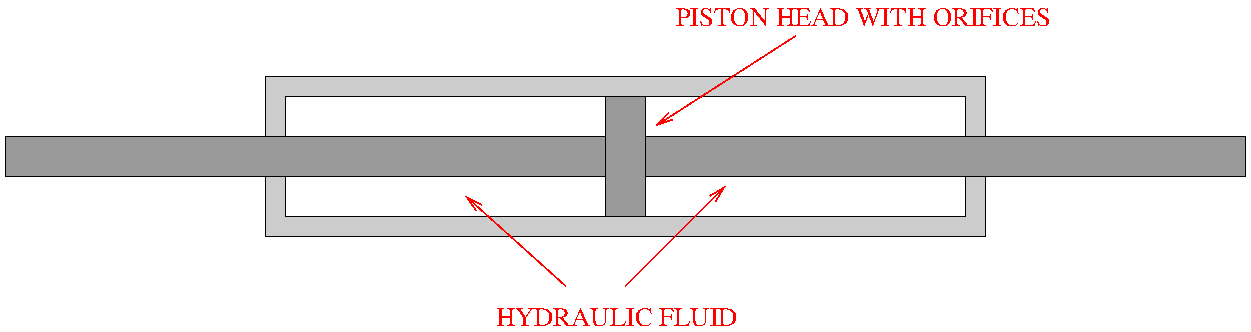 PISTON HEAD WITH ORIFICES
HYDRAULIC FLUID